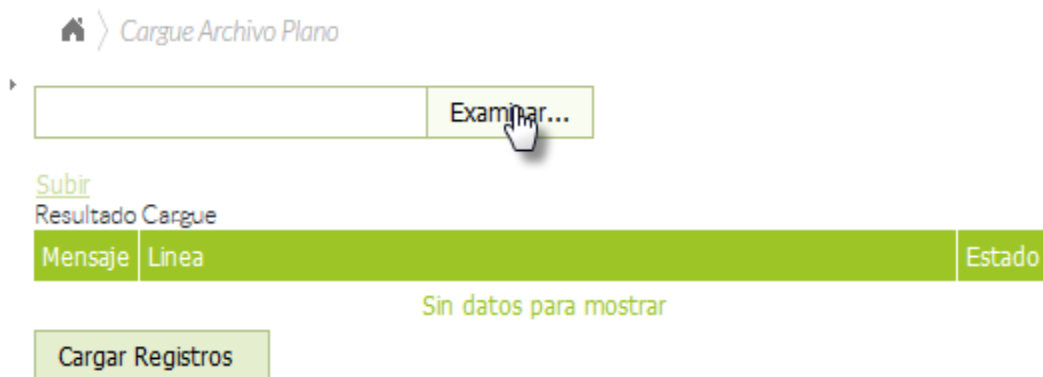 Cargue Archivo Plano
Examinar...
Subir
Resultado Cargue
Mensaje Linea Estado
Sin datos para mostrar
Cargar Registros